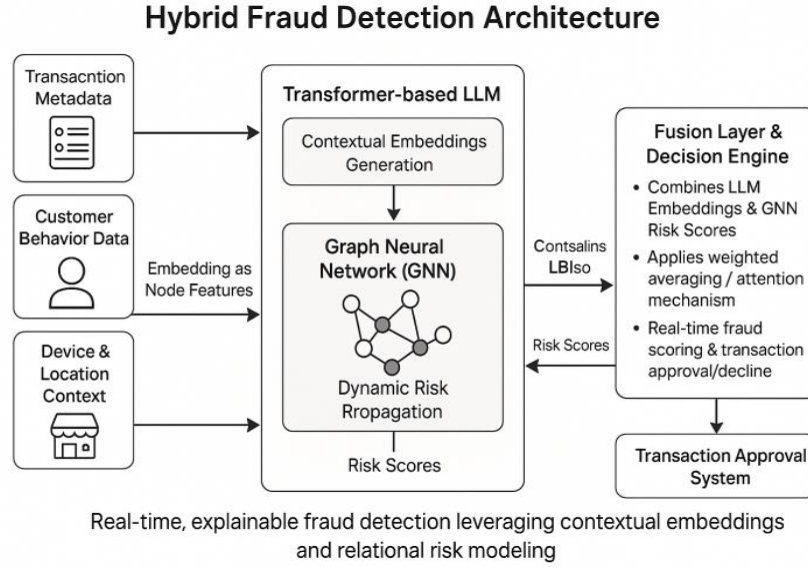 Hybrid Fraud Detection Architecture
Transacntion
Metadata
Customer
Behavior Data
Device &
Location
Context
Embedding as
Node Features
Transformer-based LLM
Contextual Embeddings
Generation
Graph Neural
Network (GNN)
Dynamic Risk
Rropagation
Risk Scores
Contsalins
LBIso
Risk Scores
Fusion Layer &
Decision Engine
• Combines LLM
Embeddings & GNN
Risk Scores
• Applies weighted
averaging / attention
mechanism
• Real-time fraud
scoring & transaction
approval/decline
Transaction Approval
System
Real-time, explainable fraud detection leveraging contextual embeddings
and relational risk modeling